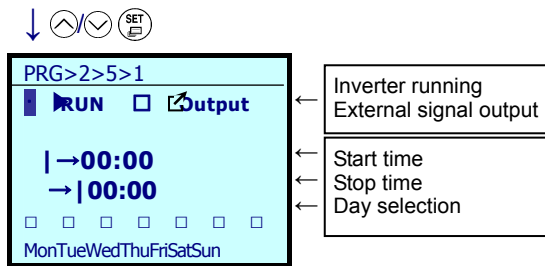 ↓ /  SET
PRG>2>5>1
RUN □ Output
|→00:00
→|00:00
□ □ □ □ □ □ □
MonTueWedThuFriSatSun
← Inverter running
External signal output
← Start time
← Stop time
← Day selection